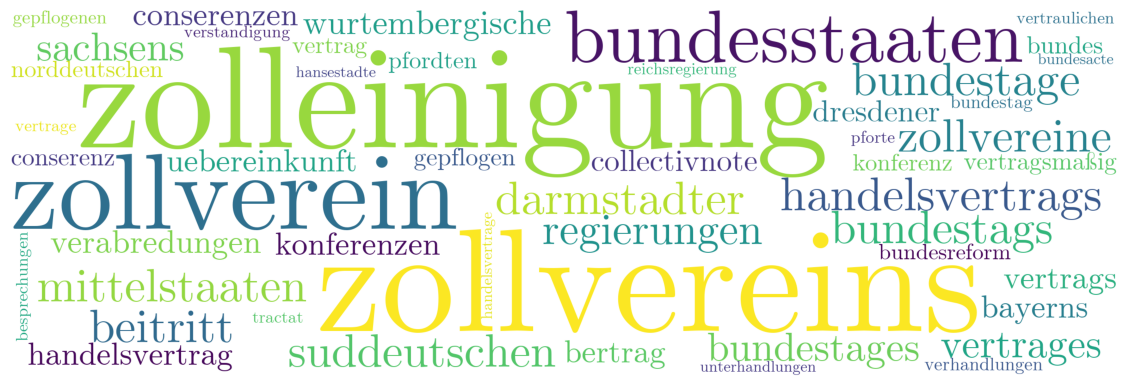 gepflogenen
conserenzen
verstandigung
wurtembergische
bundesstaaten
vertraulichen
sachsens
vertrag
pfordten
bundes
bundesacte
norddeutschen
hansestadte
reichsregierung
bundestage
zolleinigung
dresdener
bundestag
vertrage
pforte
zollvereine
conserenz
uebereinkunft
gepflogen
collectivnote
konferenz
vertragsmaßig
zollverein
darmstadter
handelsvertrags
verabredungen
konferenzen
handelsvertrage
regierungen
bundestags
bundesreform
besprechungen
mittelstaaten
zollvereins
vertrags
bayerns
beitritt
tractat
handelsvertrag
suddeutschen
bertrag
bundestages
vertrages
unterhandlungen
verhandlungen